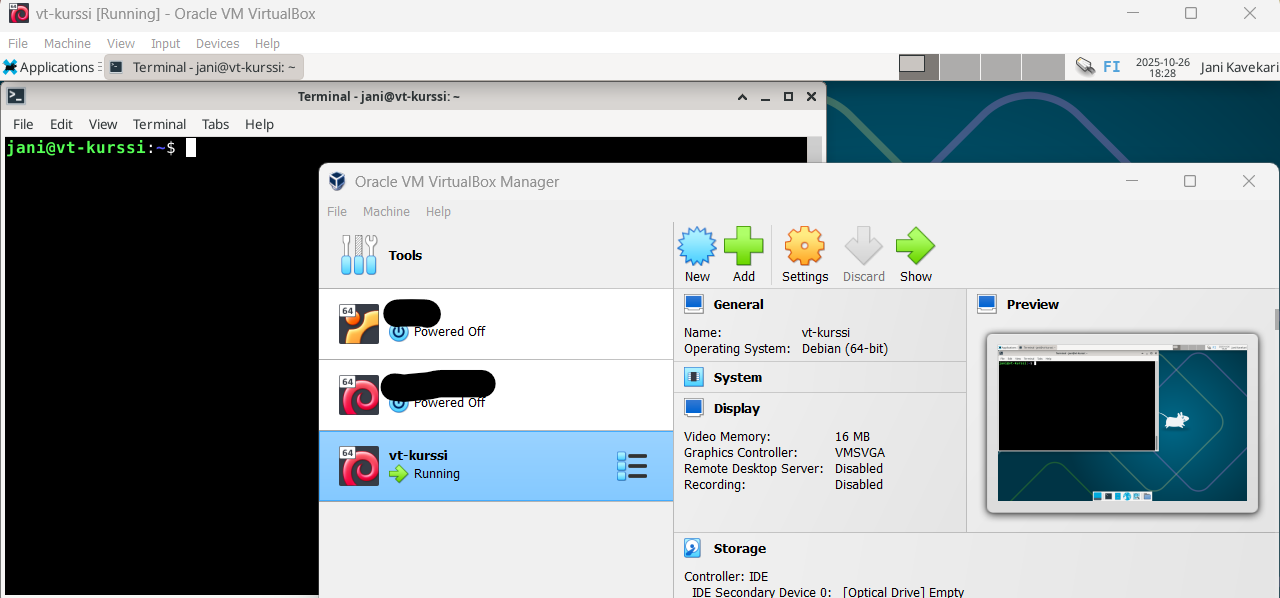 vt-kurssi [Running] - Oracle VM VirtualBox
File Machine View Input Devices Help
Applications Terminal - jani@vt-kurssi: ~ FI 2025-10-26 18:28 Jani Kavekari
Terminal - jani@vt-kurssi: ~
File Edit View Terminal Tabs Help
jani@vt-kurssi:~$
Oracle VM VirtualBox Manager
File Machine Help
Tools
New Add Settings Discard Show
64
Powered Off
64
Powered Off
64
vt-kurssi
Running
General
Name: vt-kurssi
Operating System: Debian (64-bit)
System
Display
Video Memory: 16 MB
Graphics Controller: VMSVGA
Remote Desktop Server: Disabled
Recording: Disabled
Storage
Controller: IDE
IDE Secondary Device 0: [Optical Drive] Empty
Preview